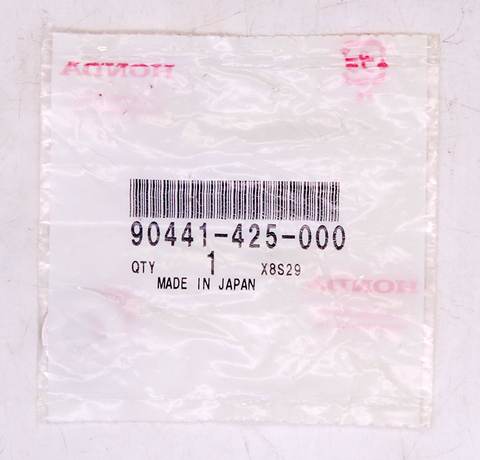 HONDA
90441-425-000
QTY 1 X8S29
MADE IN JAPAN
HONDA